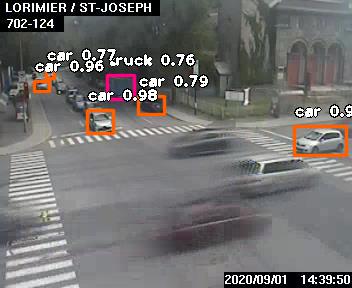 LORIMIER / ST-JOSEPH
702-124
car 0.77
car 0.96
truck 0.76
car 0.79
car 0.98
car 0.9
2020/09/01 14:39:50